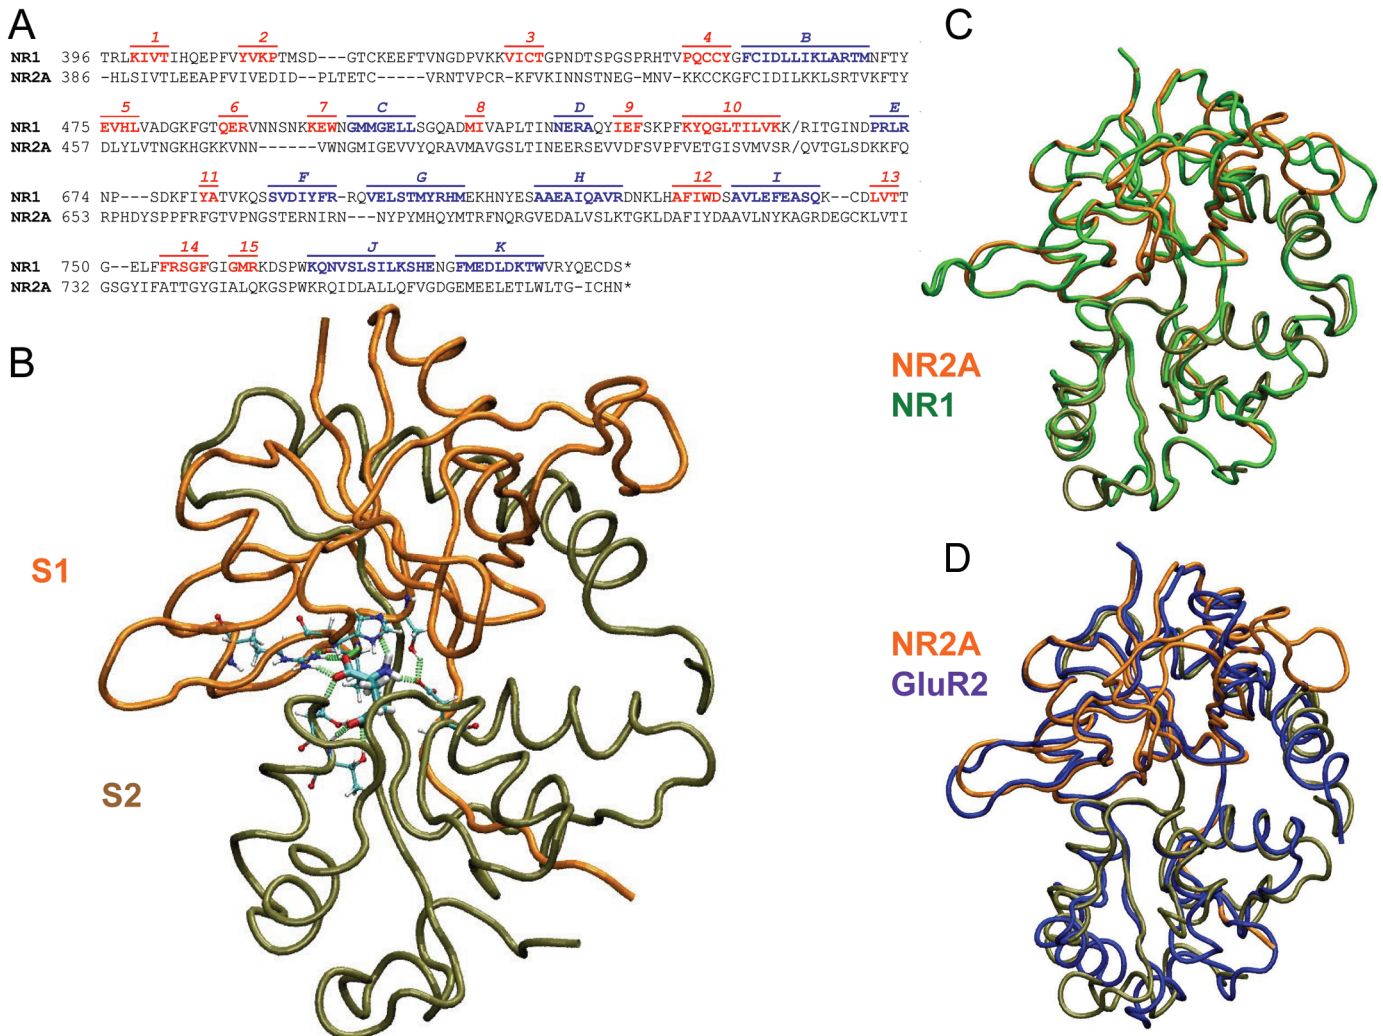 A
1 2 3 4 B
NR1 396 TRLKIVTIHQEPFVYVKPTMSD---GTCKEEFTVNGDPVKKVICTGPNDTSPGSPRHTVPQCCYGFCIDLLIKLARTMNFTY
NR2A 386 -HLSIVTLEEAPFVIVEDID--PLTETC-----VRNTVPCR-KFVKINNSTNEG-MNV-KKCCKGFCIDILKKLSRTVKFTY
5 6 7 C 8 D 9 10 E
NR1 475 EVHLVADGKFGTQERVNNSNKKEWNGMMGELLSGQADMIVAPLTINNERAQYIEFSKPFKYQGLTILVKK/RITGINDPRLR
NR2A 457 DLYLVTNGKHGKKVNN------VWNGMIGEVVYQRAVMAVGSLTINEERSEVVDFSVPFVETGISVMVSR/QVTGLSDKKFQ
11 F G H 12 I 13
NR1 674 NP---SDKFIYATVKQSSVDIYFR-RQVELSTMYRHMEKHNYESAAEAIQAVRDNKLHAFIWDSAVLEFEASQK--CDLVTT
NR2A 653 RPHDYSPPFRFGTVPNGSTERNIRN--NYPYMHQYMTRFNQRGVEDALVSLKTGKLDAFIYDAAVLNYKAGRDEGCKLVTI
14 15 J K
NR1 750 G--ELFFRSGFGIGMRKDSPWKQNVSLSILKSHENGFMEDLDKTWVRYQECDS*
NR2A 732 GSGYIFATTGYGIALQKGSPWKRQIDLALLQFVGDGEMEELETLWLTG-ICHN*
B
S1
S2
C
NR2A
NR1
D
NR2A
GluR2